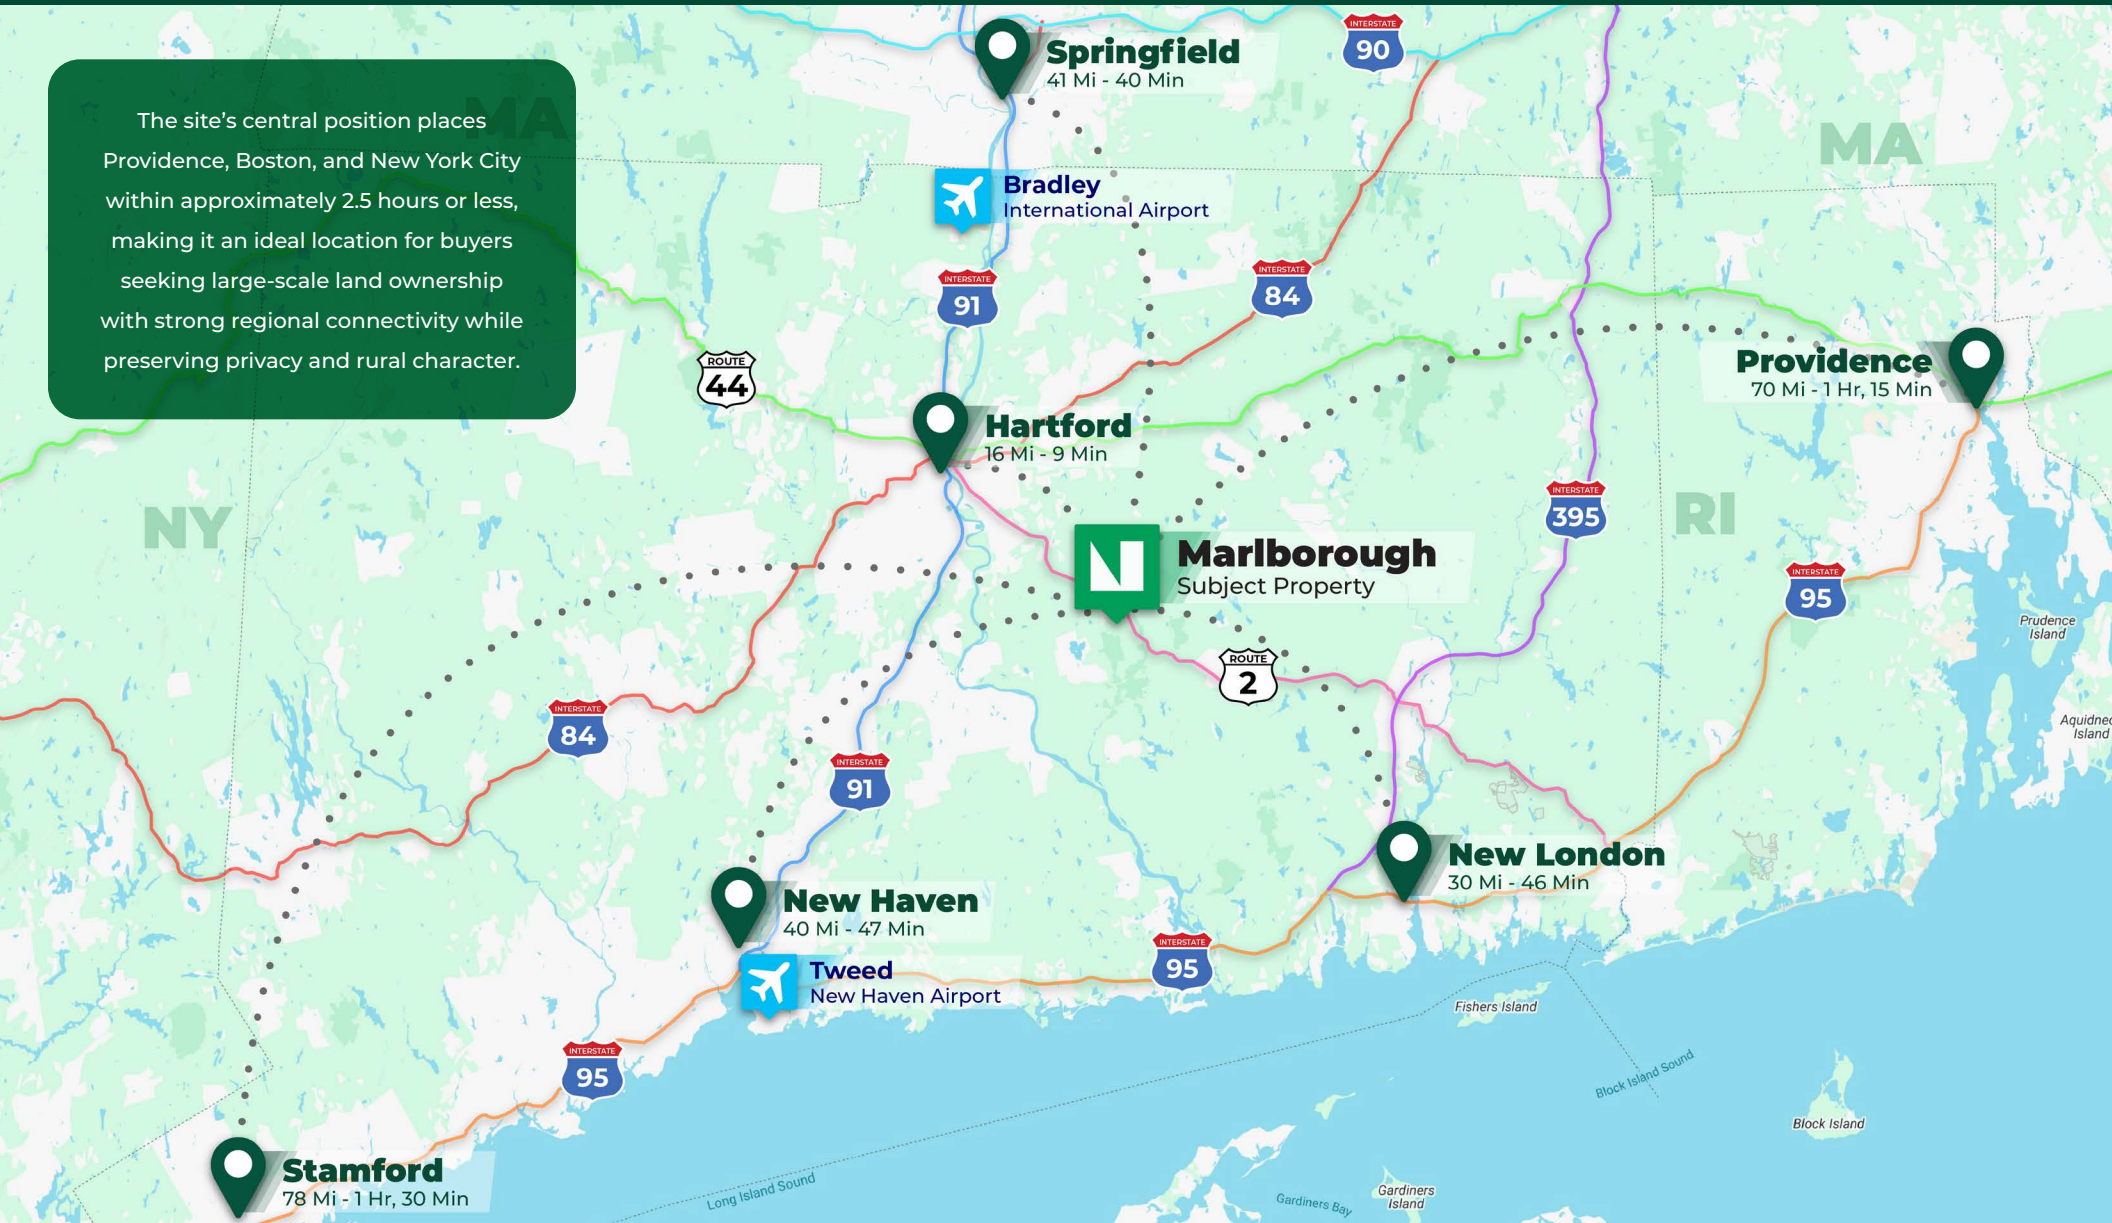 The site's central position places
Providence, Boston, and New York City
within approximately 2.5 hours or less,
making it an ideal location for buyers
seeking large-scale land ownership
with strong regional connectivity while
preserving privacy and rural character.
MA
Springfield
41 Mi - 40 Min
INTERSTATE
90
MA
Bradley
International Airport
INTERSTATE
91
INTERSTATE
84
ROUTE
44
Providence
70 Mi - 1 Hr, 15 Min
Hartford
16 Mi - 9 Min
NY
INTERSTATE
395
RI
Marlborough
Subject Property
INTERSTATE
95
Prudence
Island
ROUTE
2
INTERSTATE
84
Aquidnec
Island
INTERSTATE
91
New London
30 Mi - 46 Min
New Haven
40 Mi - 47 Min
INTERSTATE
95
Tweed
New Haven Airport
Fishers Island
INTERSTATE
95
Block Island Sound
Block Island
Stamford
78 Mi - 1 Hr, 30 Min
Long Island Sound
Gardiners Bay
Gardiners
Island